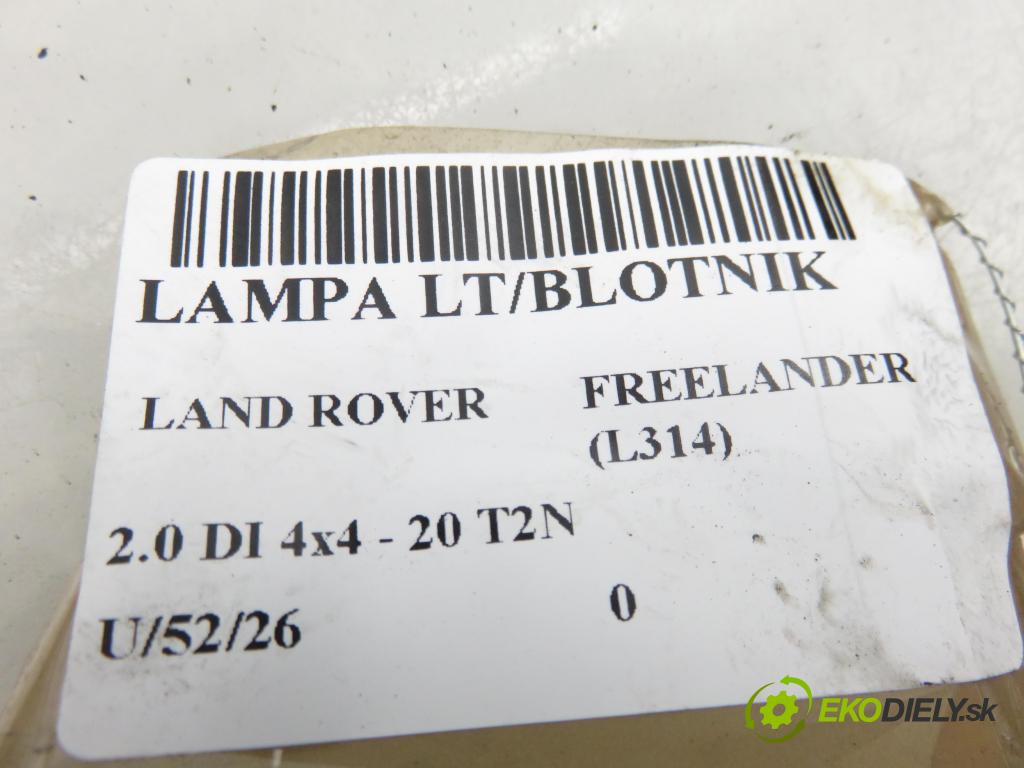 LAMPA LT/BLOTNIK
LAND ROVER
FREELANDER
(L314)
2.0 DI 4x4 - 20 T2N
U/52/26
0
EKODIELY.sk